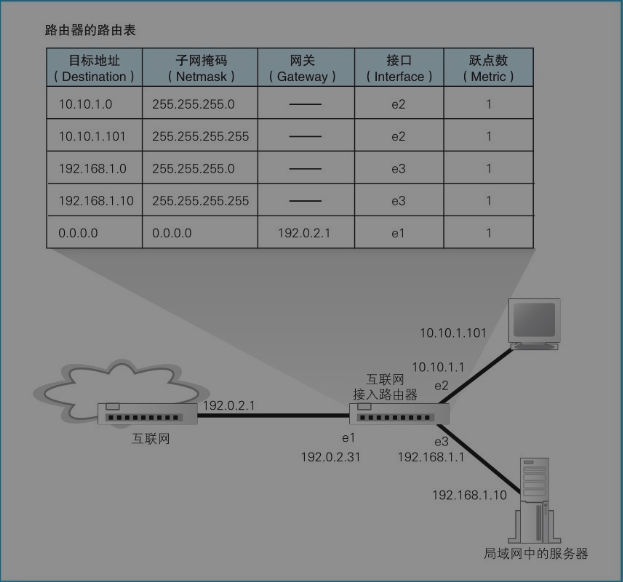 路由器的路由表
目标地址 子网掩码 网关 接口 跃点数
(Destination) (Netmask) (Gateway) (Interface) (Metric)
10.10.1.0 255.255.255.0 —— e2 1
10.10.1.101 255.255.255.255 —— e2 1
192.168.1.0 255.255.255.0 —— e3 1
192.168.1.10 255.255.255.255 —— e3 1
0.0.0.0 0.0.0.0 192.0.2.1 e1 1
10.10.1.101
10.10.1.1
e2
互联网
接入路由器
192.0.2.1
互联网
e1
192.0.2.31
e3
192.168.1.1
192.168.1.10
局域网中的服务器